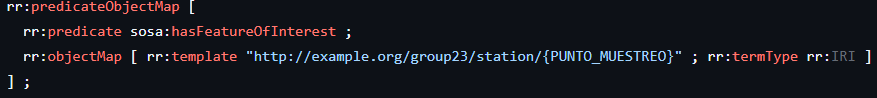 rr:predicateObjectMap [
rr:predicate sosa:hasFeatureOfInterest ;
rr:objectMap [ rr:template "http://example.org/group23/station/{PUNTO_MUESTREO}" ; rr:termType rr:IRI ]
] ;